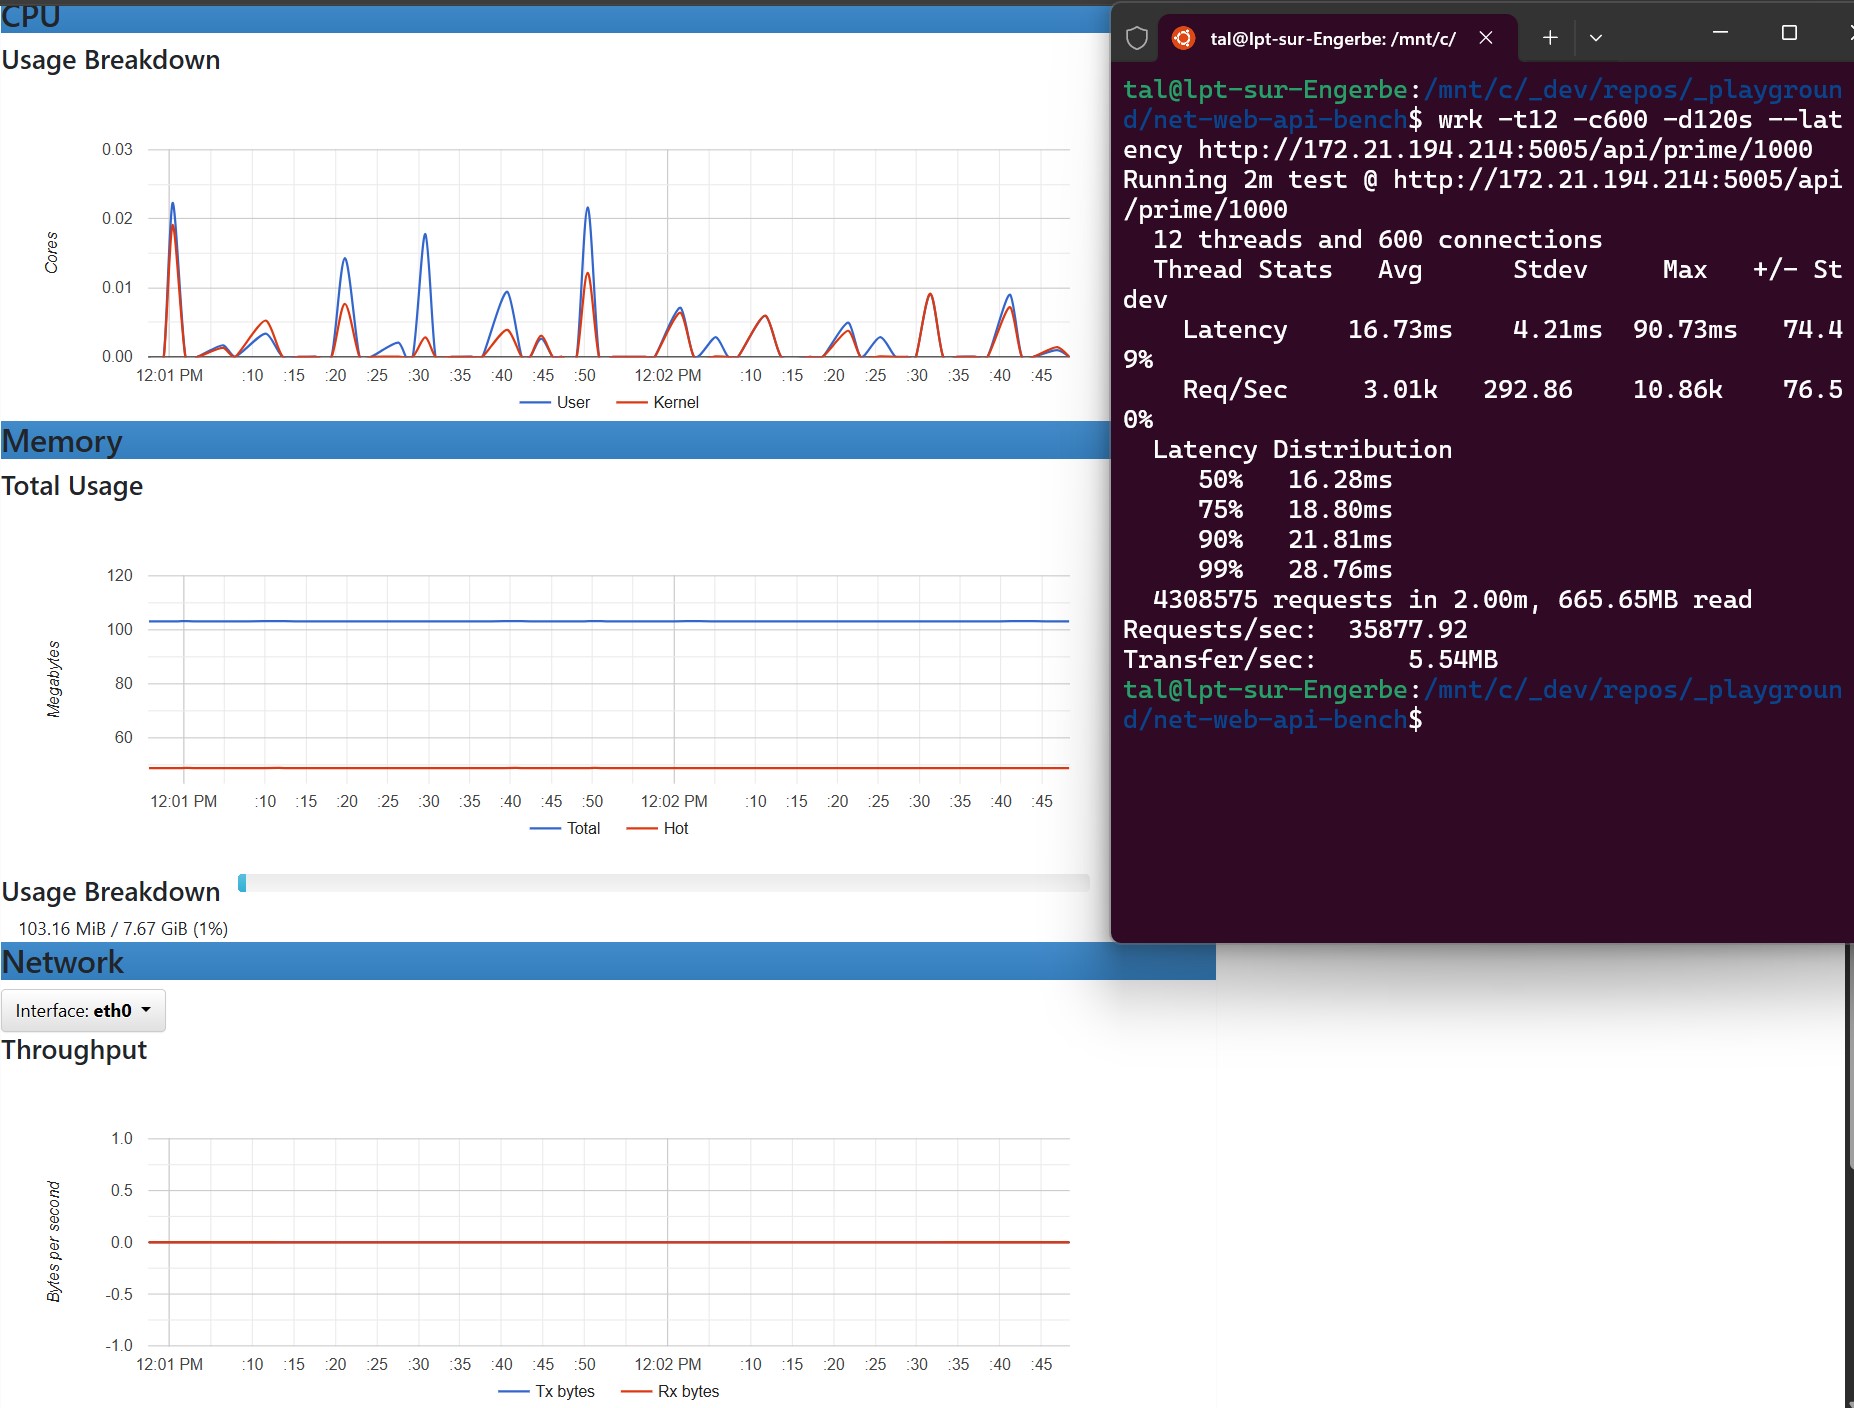 CPU
Usage Breakdown
0.03
0.02
0.01
0.00
Cores
12:01 PM :10 :15 :20 :25 :30 :35 :40 :45 :50 12:02 PM :10 :15 :20 :25 :30 :35 :40 :45
User Kernel
Memory
Total Usage
120
100
80
60
Megabytes
12:01 PM :10 :15 :20 :25 :30 :35 :40 :45 :50 12:02 PM :10 :15 :20 :25 :30 :35 :40 :45
Total Hot
Usage Breakdown
103.16 MiB / 7.67 GiB (1%)
Network
Interface: eth0
Throughput
1.0
0.5
0.0
-0.5
-1.0
Bytes per second
12:01 PM :10 :15 :20 :25 :30 :35 :40 :45 :50 12:02 PM :10 :15 :20 :25 :30 :35 :40 :45
Tx bytes Rx bytes
tal@lpt-sur-Engerbe: /mnt/c/
tal@lpt-sur-Engerbe:/mnt/c/_dev/repos/_playgroun
d/net-web-api-bench$ wrk -t12 -c600 -d120s --lat
ency http://172.21.194.214:5005/api/prime/1000
Running 2m test @ http://172.21.194.214:5005/api
/prime/1000
12 threads and 600 connections
Thread Stats Avg Stdev Max +/- St
dev
Latency 16.73ms 4.21ms 90.73ms 74.4
9%
Req/Sec 3.01k 292.86 10.86k 76.5
0%
Latency Distribution
50% 16.28ms
75% 18.80ms
90% 21.81ms
99% 28.76ms
4308575 requests in 2.00m, 665.65MB read
Requests/sec: 35877.92
Transfer/sec: 5.54MB
tal@lpt-sur-Engerbe:/mnt/c/_dev/repos/_playgroun
d/net-web-api-bench$